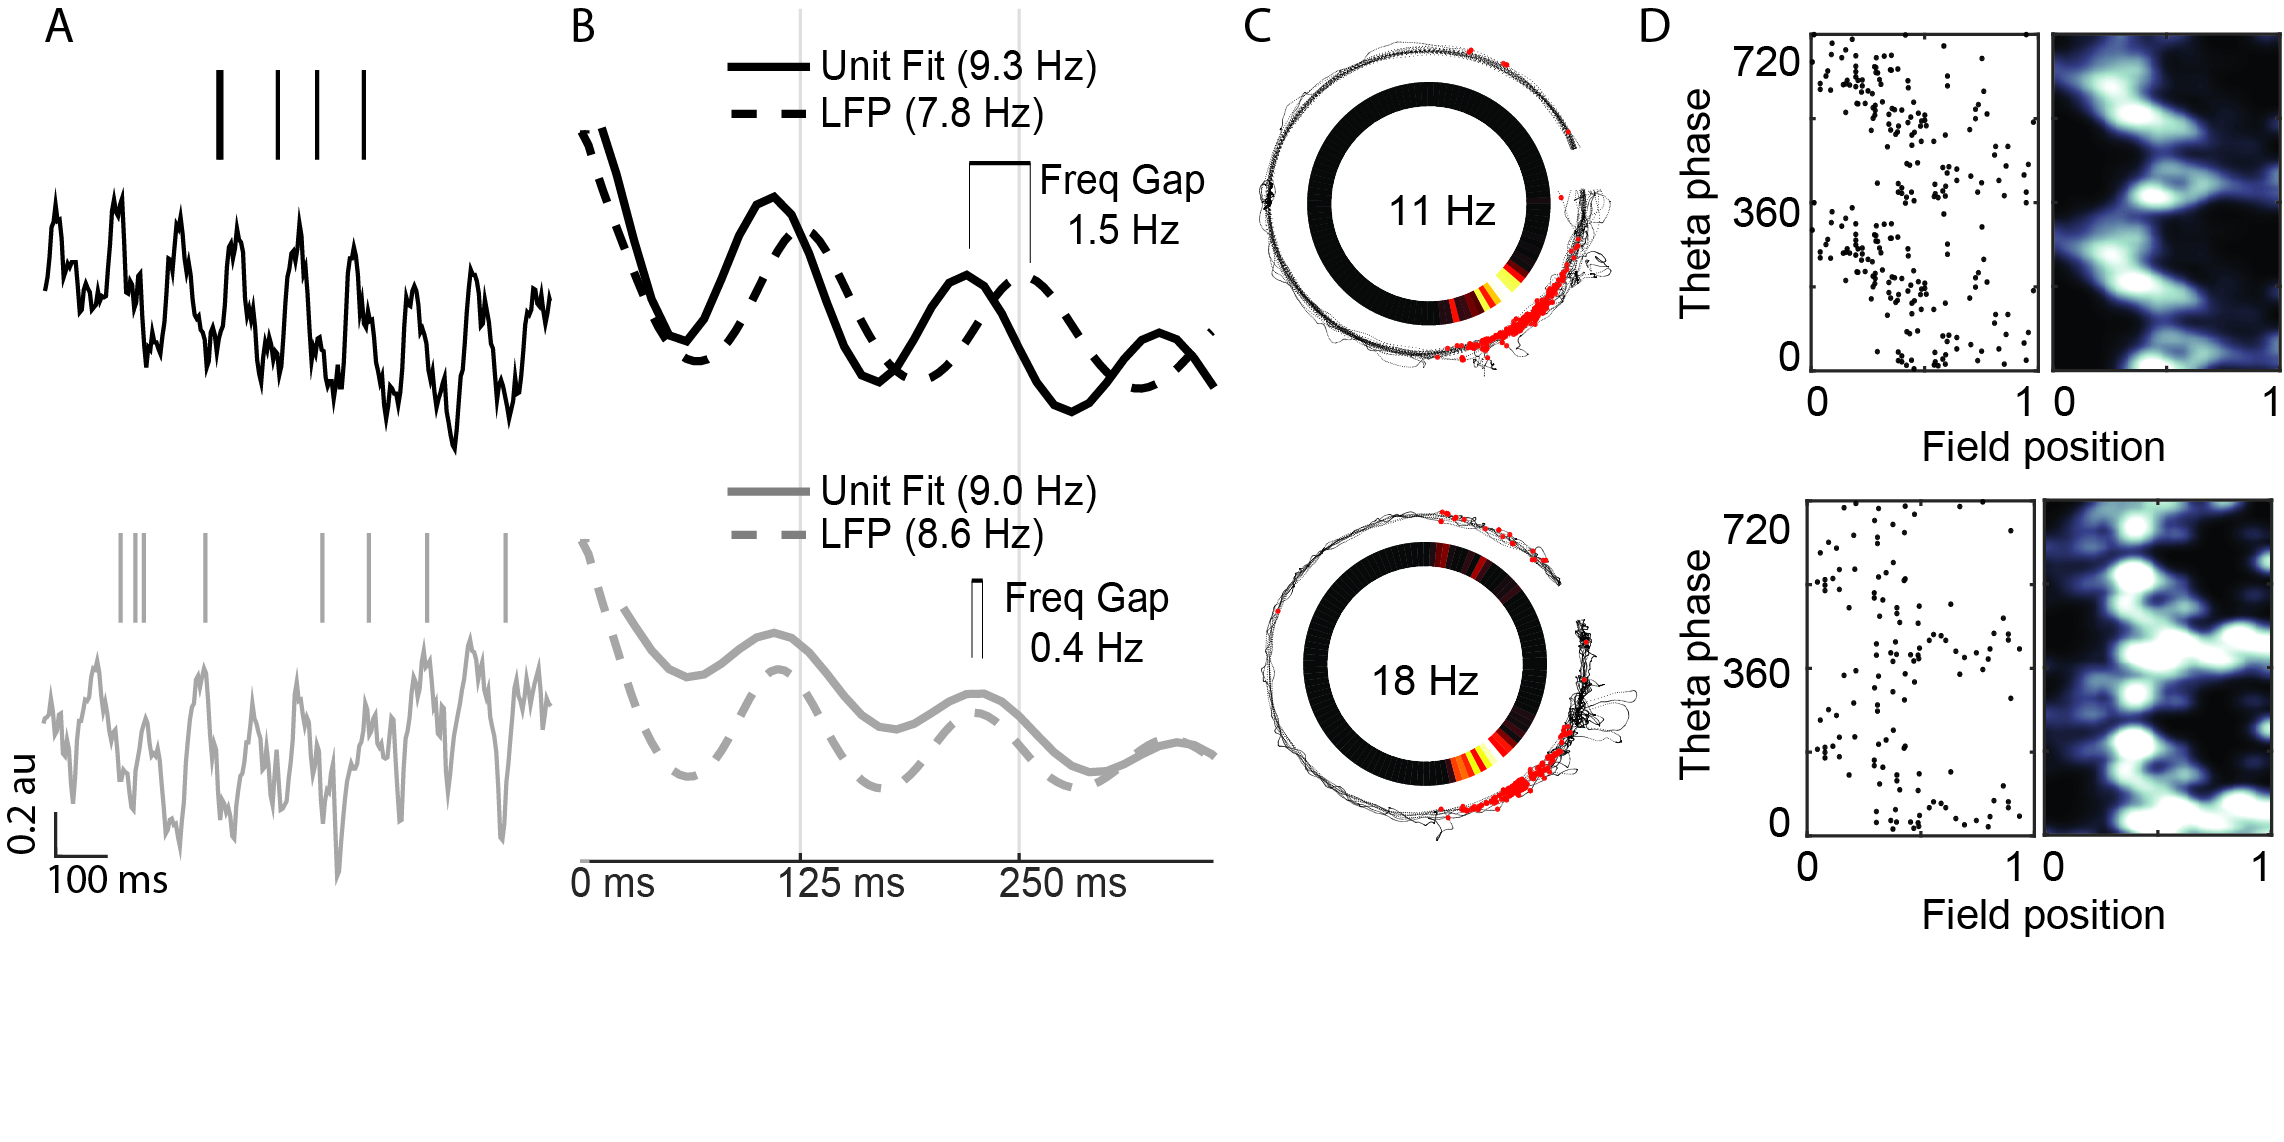 A
B
C
D
Unit Fit (9.3 Hz)
LFP (7.8 Hz)
Freq Gap
1.5 Hz
Unit Fit (9.0 Hz)
LFP (8.6 Hz)
Freq Gap
0.4 Hz
0.2 au
100 ms
0 ms
125 ms
250 ms
11 Hz
18 Hz
Theta phase
720
360
0
0
1
0
1
Field position
Theta phase
720
360
0
0
1
0
1
Field position